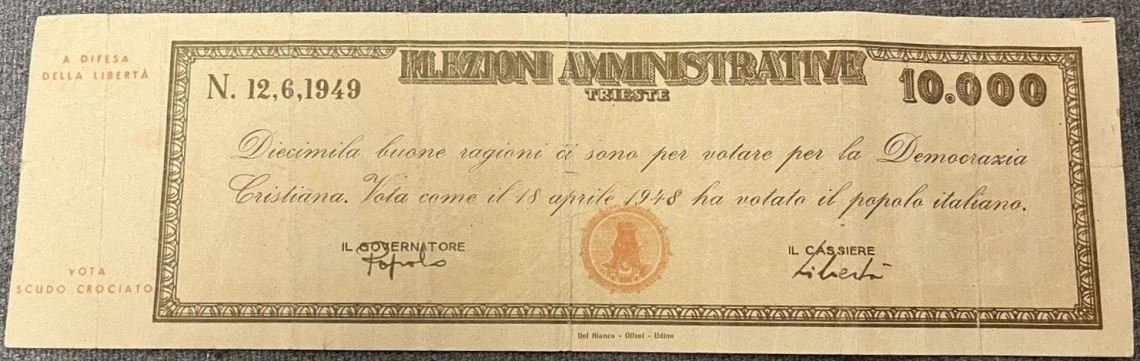 A DIFESA
DELLA LIBERTÀ
N. 12,6,1949
ELEZIONI AMMINISTRATIVE
TRIESTE
10.000
Diecimila buone ragioni ci sono per votare per la Democrazia
Cristiana. Vota come il 18 aprile 1948 ha votato il popolo italiano.
IL GOVERNATORE
Popolo
IL CASSIERE
Libertà
VOTA
SCUDO CROCIATO
Del Bianco - Offset - Udine